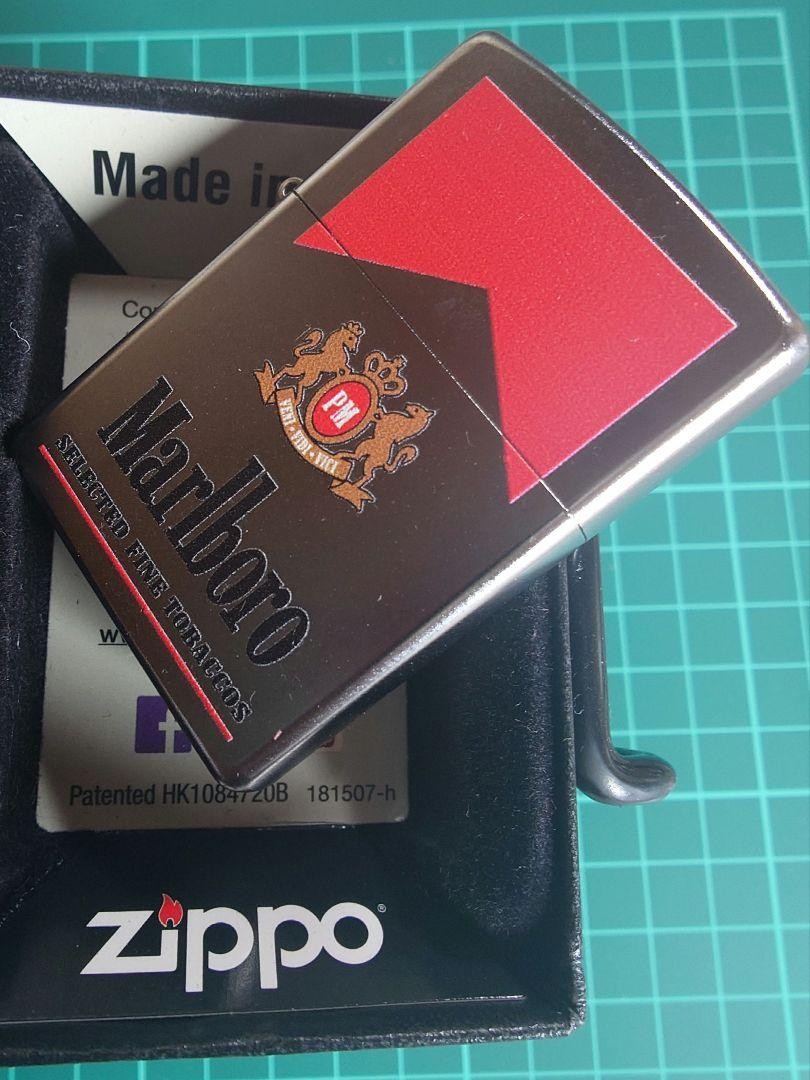 Made in
PM
VENI · VIDI · VICI
Marlboro
SELECTED FINE TOBACCOS
Patented HK1084720B 181507-h
zippo®